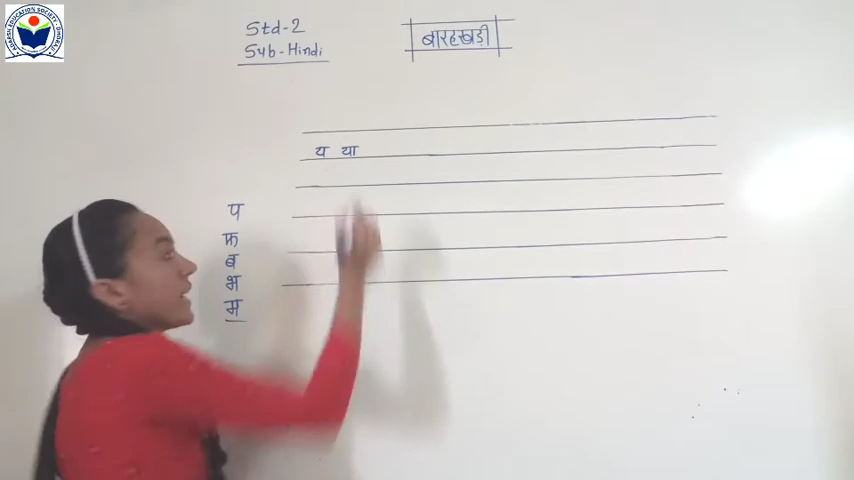 Std-2
Sub-Hindi
बारहखड़ी
य या
प
फ
ब
भ
म